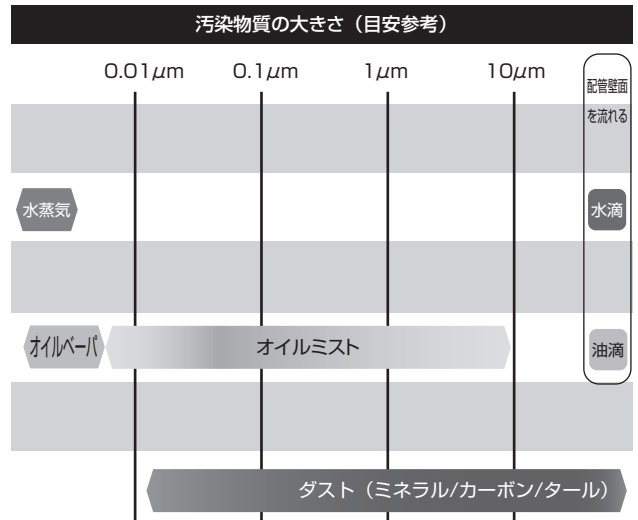 汚染物質の大きさ（目安参考）
0.01μm 0.1μm 1μm 10μm
配管壁面
を流れる
水蒸気 水滴
オイルベーパ オイルミスト 油滴
ダスト（ミネラル/カーボン/タール）